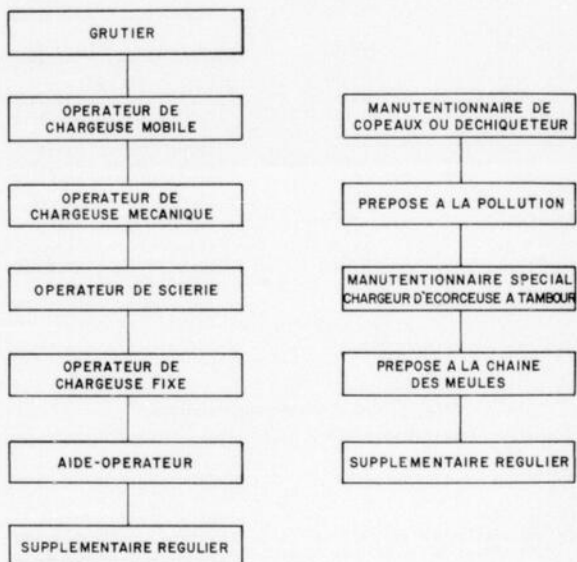 GRUTIER
OPERATEUR DE
CHARGEUSE MOBILE
OPERATEUR DE
CHARGEUSE MECANIQUE
OPERATEUR DE SCIERIE
OPERATEUR DE
CHARGEUSE FIXE
AIDE-OPERATEUR
SUPPLEMENTAIRE REGULIER
MANUTENTIONNAIRE DE
COPEAUX OU DECHIQUETEUR
PREPOSE A LA POLLUTION
MANUTENTIONNAIRE SPECIAL
CHARGEUR D'ECORCEUSE A TAMBOUR
PREPOSE A LA CHAINE
DES MEULES
SUPPLEMENTAIRE REGULIER